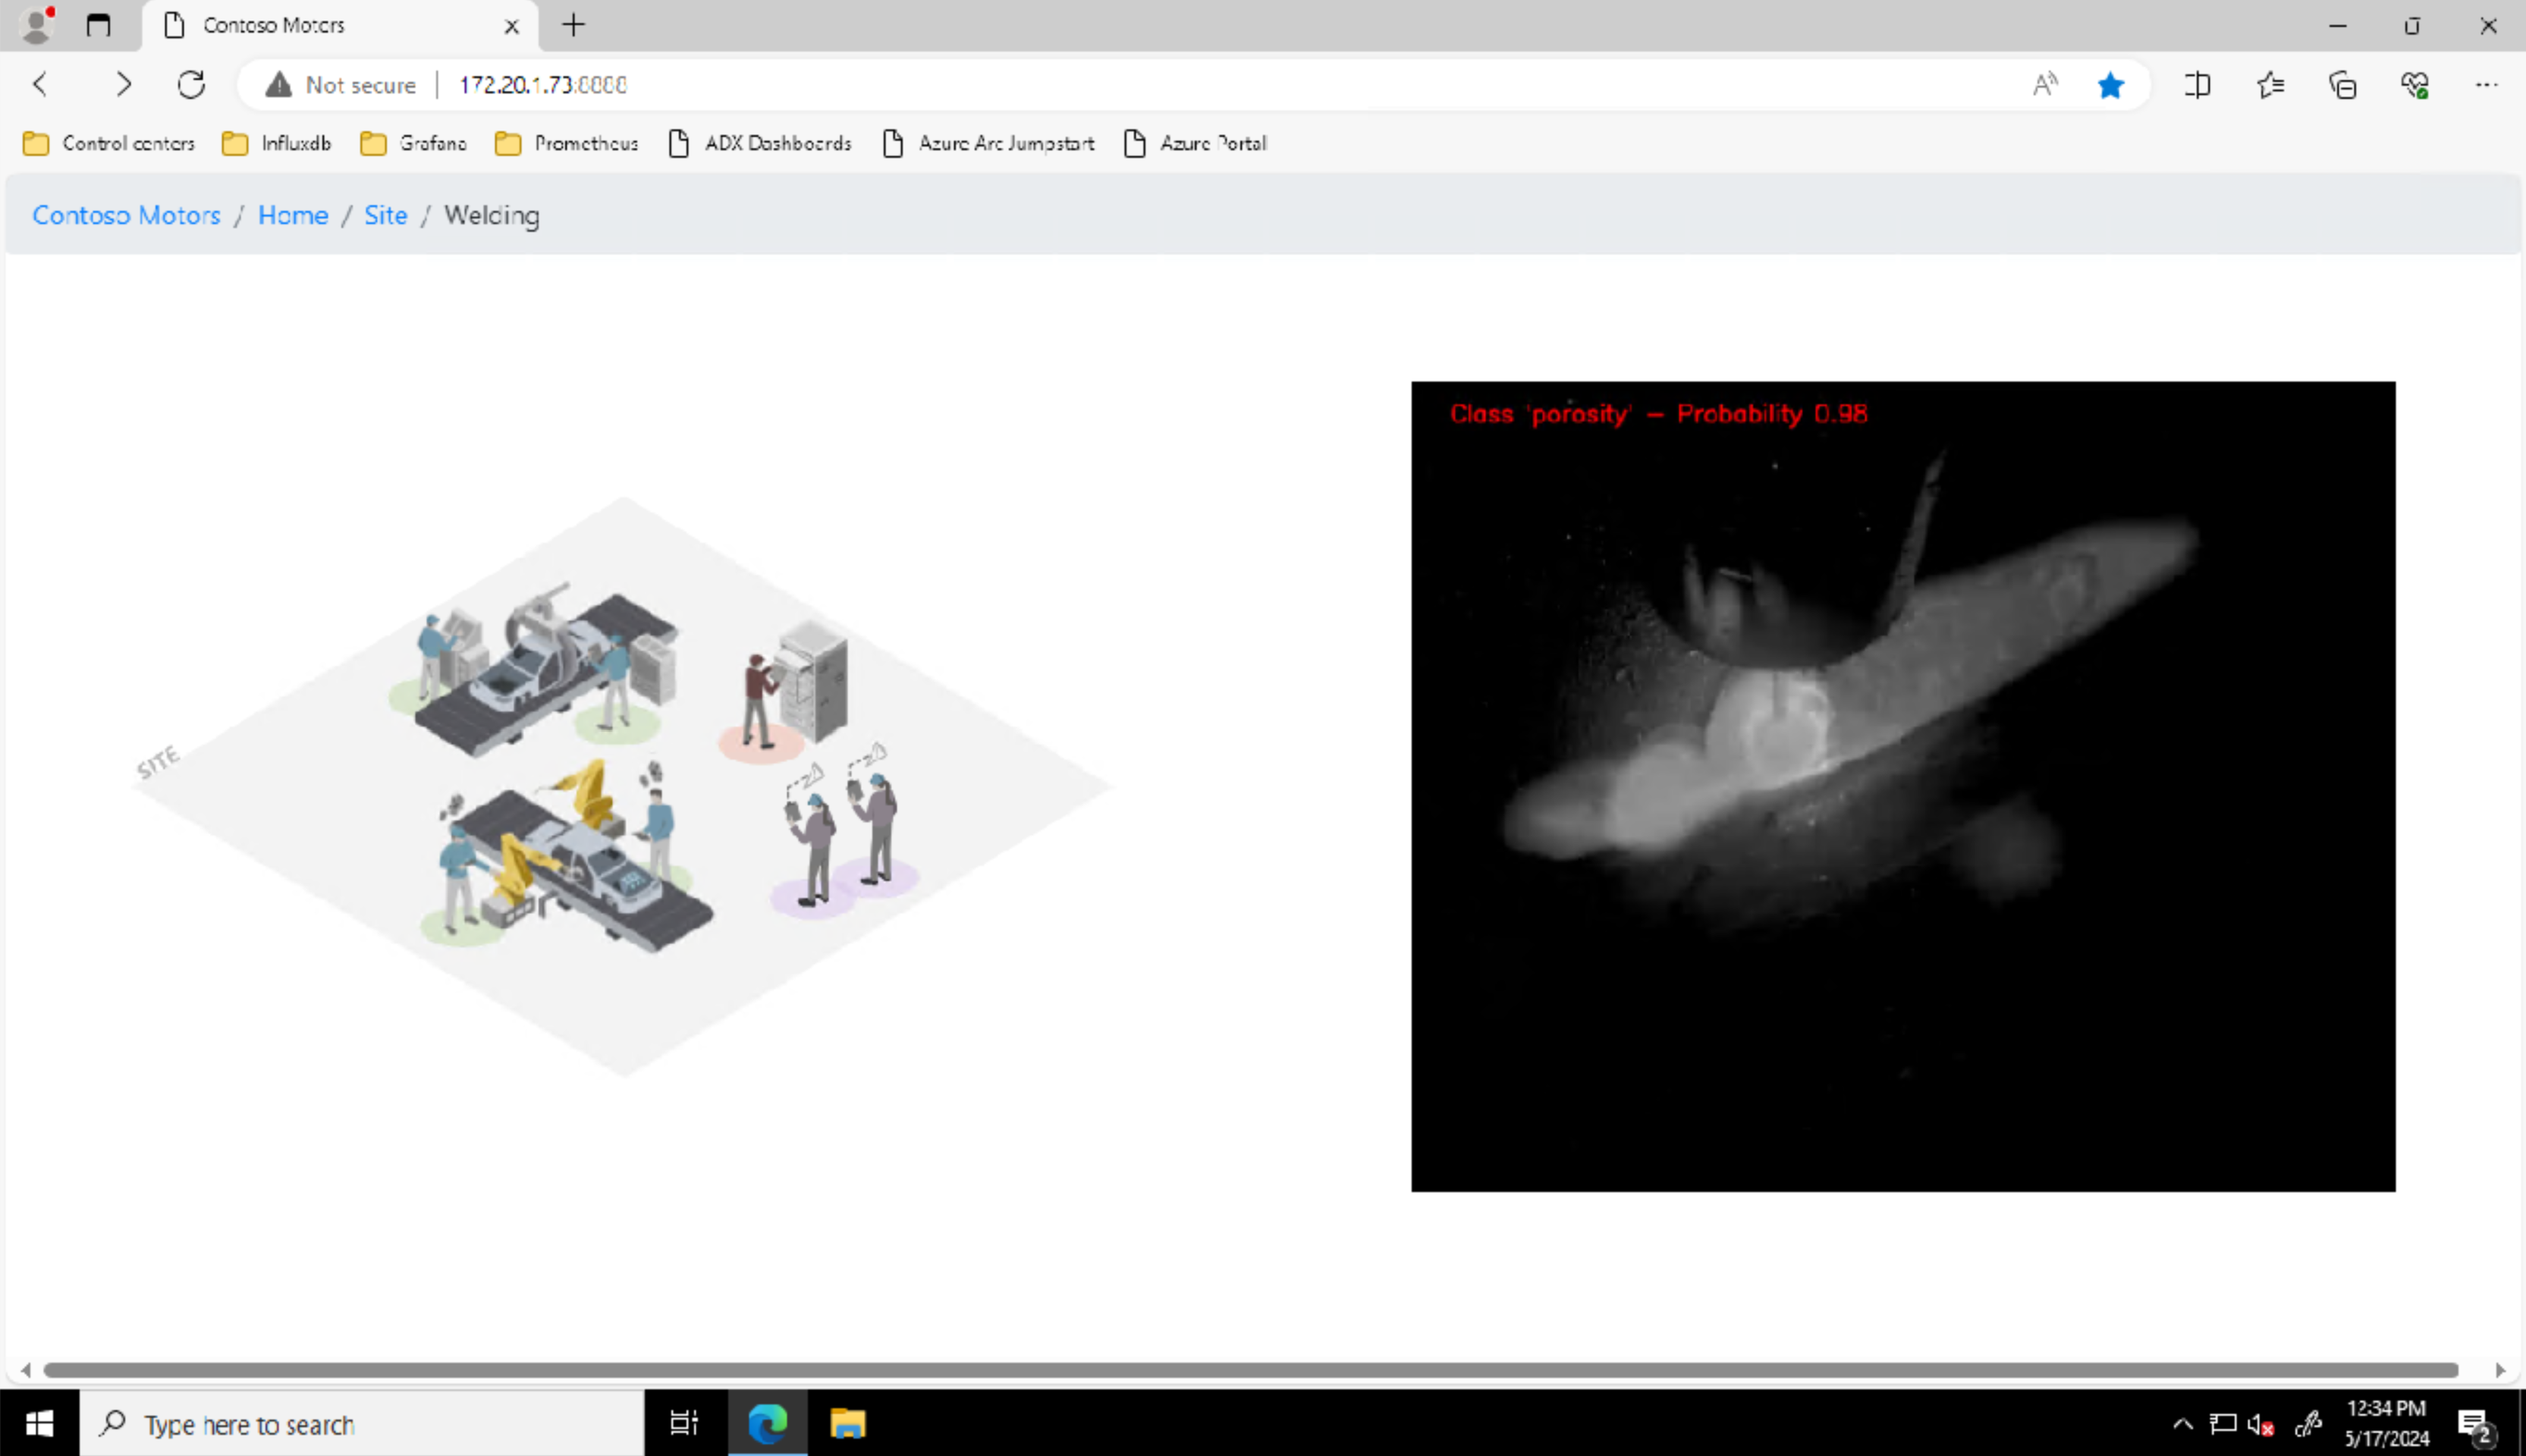 Contoso Motors
Not secure 172.20.1.73:8888
Control centers Influxdb Grafana Prometheus ADX Dashboards Azure Arc Jumpstart Azure Portal
Contoso Motors / Home / Site / Welding
Class 'porosity' – Probability 0.98
SITE
Type here to search
12:34 PM
5/17/2024
2